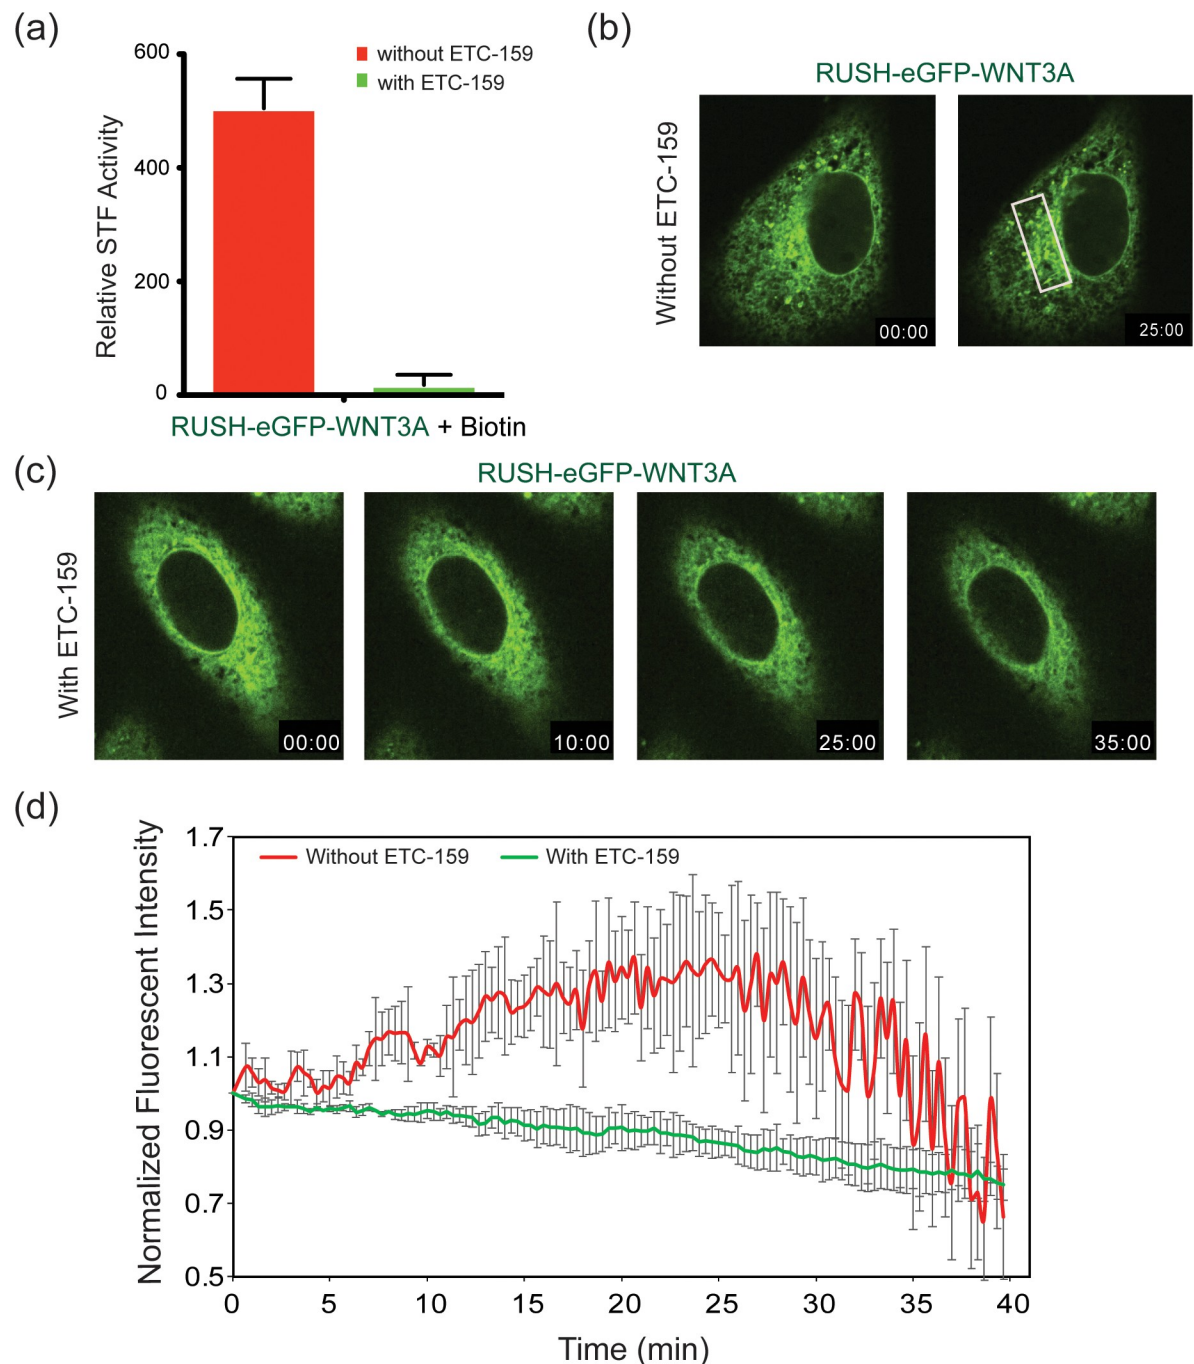 (a)
600
400
200
0
Relative STF Activity
without ETC-159
with ETC-159
RUSH-eGFP-WNT3A + Biotin
(b)
RUSH-eGFP-WNT3A
Without ETC-159
00:00
25:00
(c)
RUSH-eGFP-WNT3A
With ETC-159
00:00
10:00
25:00
35:00
(d)
Normalized Fluorescent Intensity
1.7
1.5
1.3
1.1
0.9
0.7
0.5
Without ETC-159
With ETC-159
0 5 10 15 20 25 30 35 40
Time (min)